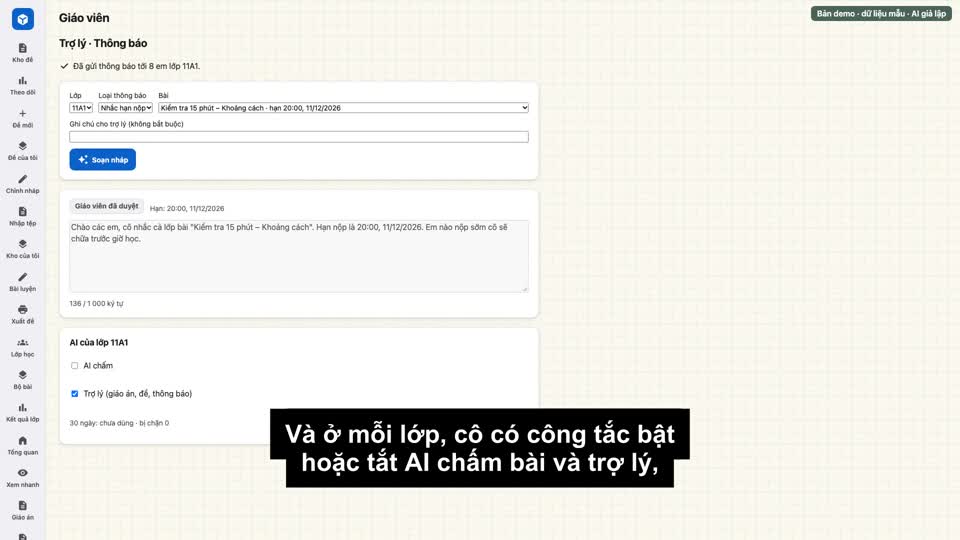 Giáo viên
Bản demo · dữ liệu mẫu · AI giả lập
Trợ lý · Thông báo
Đã gửi thông báo tới 8 em lớp 11A1.
Lớp Loại thông báo Bài
11A1 Nhắc hạn nộp Kiểm tra 15 phút – Khoảng cách · hạn 20:00, 11/12/2026
Ghi chú cho trợ lý (không bắt buộc)
Soạn nháp
Giáo viên đã duyệt Hạn: 20:00, 11/12/2026
Chào các em, cô nhắc cả lớp bài "Kiểm tra 15 phút – Khoảng cách". Hạn nộp là 20:00, 11/12/2026. Em nào nộp sớm cô sẽ
chữa trước giờ học.
136 / 1 000 ký tự
AI của lớp 11A1
AI chấm
Trợ lý (giáo án, đề, thông báo)
30 ngày: chưa dùng · bị chặn 0
Kho đề
Theo dõi
Đề mới
Đề của tôi
Chỉnh nháp
Nhập tệp
Kho của tôi
Bài luyện
Xuất đề
Lớp học
Bộ bài
Kết quả lớp
Tổng quan
Xem nhanh
Giáo án
Và ở mỗi lớp, cô có công tắc bật
hoặc tắt AI chấm bài và trợ lý,